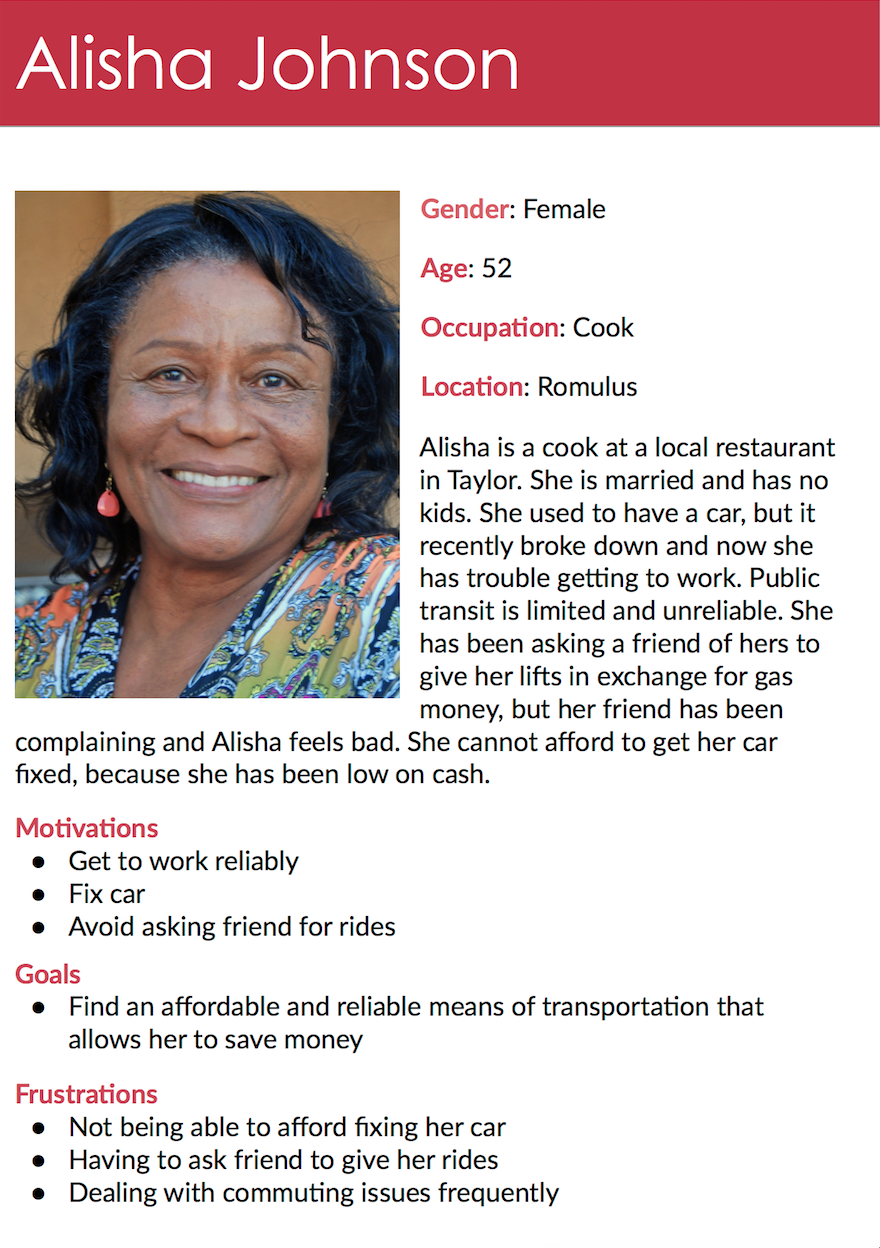 Alisha Johnson
Gender: Female
Age: 52
Occupation: Cook
Location: Romulus
Alisha is a cook at a local restaurant
in Taylor. She is married and has no
kids. She used to have a car, but it
recently broke down and now she
has trouble getting to work. Public
transit is limited and unreliable. She
has been asking a friend of hers to
give her lifts in exchange for gas
money, but her friend has been
complaining and Alisha feels bad. She cannot afford to get her car
fixed, because she has been low on cash.
Motivations
● Get to work reliably
● Fix car
● Avoid asking friend for rides
Goals
● Find an affordable and reliable means of transportation that
allows her to save money
Frustrations
● Not being able to afford fixing her car
● Having to ask friend to give her rides
● Dealing with commuting issues frequently